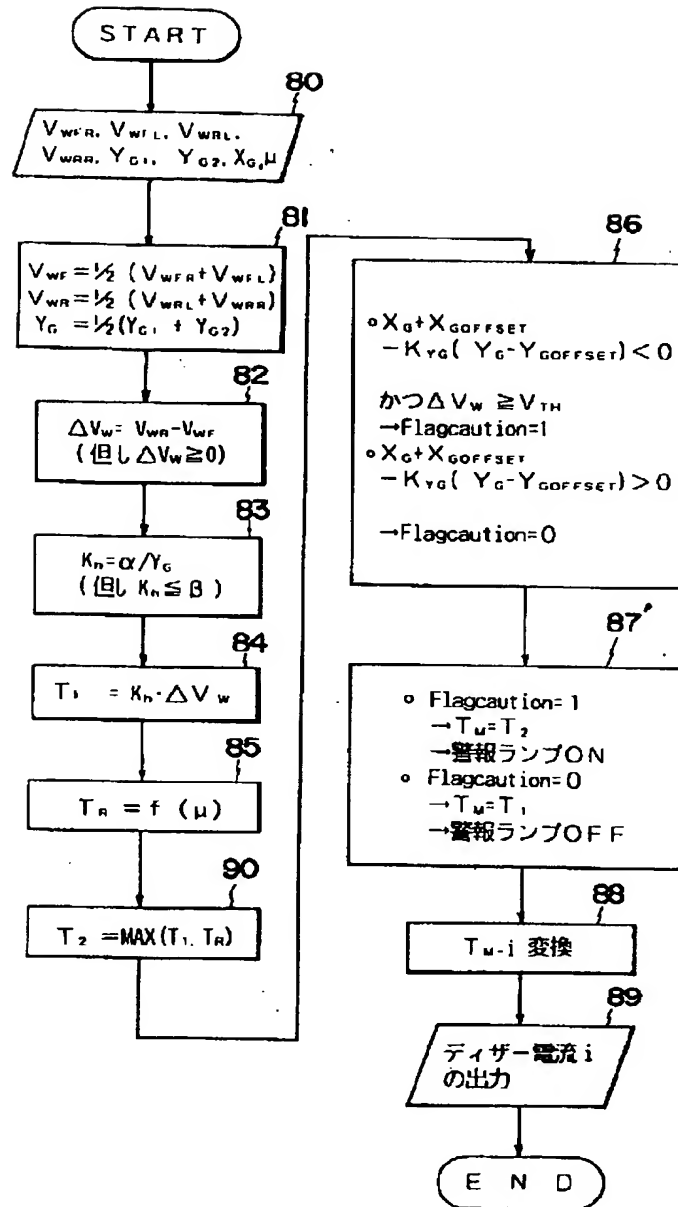 START
80
V_WFR, V_WFL, V_WRL,
V_WRR, Y_G1, Y_G2, X_G, μ
81
V_WF = 1/2 (V_WFR + V_WFL)
V_WR = 1/2 (V_WRL + V_WRR)
Y_G = 1/2 (Y_G1 + Y_G2)
82
ΔV_W = V_WR - V_WF
(但し ΔV_W ≧ 0)
83
K_h = α/Y_G
(但し K_h ≦ β)
84
T_1 = K_h・ΔV_W
85
T_R = f (μ)
90
T_2 = MAX(T_1, T_R)
86
○ X_G + X_GOFFSET
- K_YG ( Y_G - Y_GOFFSET ) < 0
かつ ΔV_W ≧ V_TH
→Flagcaution=1
○ X_G + X_GOFFSET
- K_YG ( Y_G - Y_GOFFSET ) > 0
→Flagcaution=0
87'
○ Flagcaution=1
→T_M=T_2
→警報ランプON
○ Flagcaution=0
→T_M=T_1
→警報ランプOFF
88
T_M-i 変換
89
ディザー電流 i
の出力
END